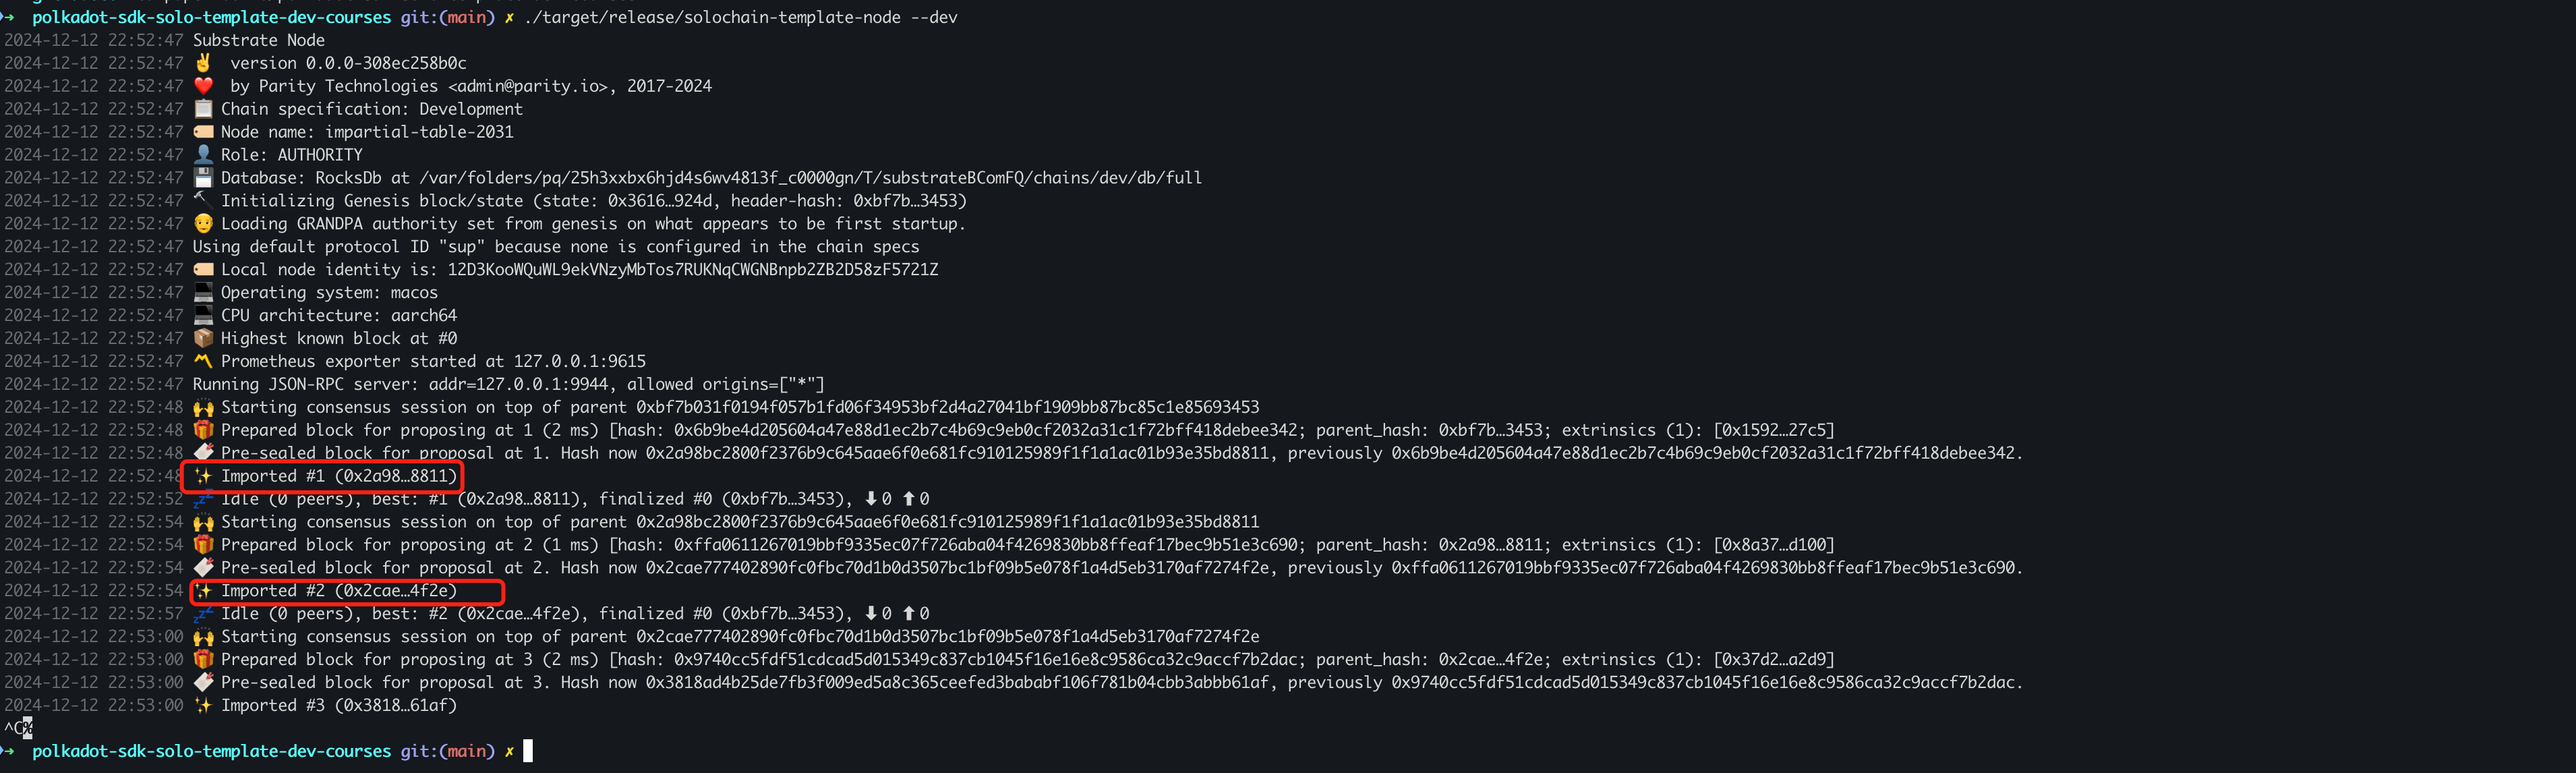 ➜ polkadot-sdk-solo-template-dev-courses git:(main) ✗ ./target/release/solochain-template-node --dev
2024-12-12 22:52:47 Substrate Node
2024-12-12 22:52:47 ✌️ version 0.0.0-308ec258b0c
2024-12-12 22:52:47 ❤️ by Parity Technologies <admin@parity.io>, 2017-2024
2024-12-12 22:52:47 📋 Chain specification: Development
2024-12-12 22:52:47 🏷 Node name: impartial-table-2031
2024-12-12 22:52:47 👤 Role: AUTHORITY
2024-12-12 22:52:47 💾 Database: RocksDb at /var/folders/pq/25h3xxbx6hjd4s6wv4813f_c0000gn/T/substrateBComFQ/chains/dev/db/full
2024-12-12 22:52:47 🔨 Initializing Genesis block/state (state: 0x3616…924d, header-hash: 0xbf7b…3453)
2024-12-12 22:52:47 👴 Loading GRANDPA authority set from genesis on what appears to be first startup.
2024-12-12 22:52:47 Using default protocol ID "sup" because none is configured in the chain specs
2024-12-12 22:52:47 🏷 Local node identity is: 12D3KooWQuWL9ekVNzyMbTos7RUKNqCWGNBnpb2ZB2D58zF5721Z
2024-12-12 22:52:47 💻 Operating system: macos
2024-12-12 22:52:47 💻 CPU architecture: aarch64
2024-12-12 22:52:47 📦 Highest known block at #0
2024-12-12 22:52:47 〽️ Prometheus exporter started at 127.0.0.1:9615
2024-12-12 22:52:47 Running JSON-RPC server: addr=127.0.0.1:9944, allowed origins=["*"]
2024-12-12 22:52:48 🙌 Starting consensus session on top of parent 0xbf7b031f0194f057b1fd06f34953bf2d4a27041bf1909bb87bc85c1e85693453
2024-12-12 22:52:48 🎁 Prepared block for proposing at 1 (2 ms) [hash: 0x6b9be4d205604a47e88d1ec2b7c4b69c9eb0cf2032a31c1f72bff418debee342; parent_hash: 0xbf7b…3453; extrinsics (1): [0x1592…27c5]
2024-12-12 22:52:48 🔖 Pre-sealed block for proposal at 1. Hash now 0x2a98bc2800f2376b9c645aae6f0e681fc910125989f1f1a1ac01b93e35bd8811, previously 0x6b9be4d205604a47e88d1ec2b7c4b69c9eb0cf2032a31c1f72bff418debee342.
2024-12-12 22:52:48 ✨ Imported #1 (0x2a98…8811)
2024-12-12 22:52:52 💤 Idle (0 peers), best: #1 (0x2a98…8811), finalized #0 (0xbf7b…3453), ⬇ 0 ⬆ 0
2024-12-12 22:52:54 🙌 Starting consensus session on top of parent 0x2a98bc2800f2376b9c645aae6f0e681fc910125989f1f1a1ac01b93e35bd8811
2024-12-12 22:52:54 🎁 Prepared block for proposing at 2 (1 ms) [hash: 0xffa0611267019bbf9335ec07f726aba04f4269830bb8ffeaf17bec9b51e3c690; parent_hash: 0x2a98…8811; extrinsics (1): [0x8a37…d100]
2024-12-12 22:52:54 🔖 Pre-sealed block for proposal at 2. Hash now 0x2cae777402890fc0fbc70d1b0d3507bc1bf09b5e078f1a4d5eb3170af7274f2e, previously 0xffa0611267019bbf9335ec07f726aba04f4269830bb8ffeaf17bec9b51e3c690.
2024-12-12 22:52:54 ✨ Imported #2 (0x2cae…4f2e)
2024-12-12 22:52:57 💤 Idle (0 peers), best: #2 (0x2cae…4f2e), finalized #0 (0xbf7b…3453), ⬇ 0 ⬆ 0
2024-12-12 22:53:00 🙌 Starting consensus session on top of parent 0x2cae777402890fc0fbc70d1b0d3507bc1bf09b5e078f1a4d5eb3170af7274f2e
2024-12-12 22:53:00 🎁 Prepared block for proposing at 3 (2 ms) [hash: 0x9740cc5fdf51cdcad5d015349c837cb1045f16e16e8c9586ca32c9accf7b2dac; parent_hash: 0x2cae…4f2e; extrinsics (1): [0x37d2…a2d9]
2024-12-12 22:53:00 🔖 Pre-sealed block for proposal at 3. Hash now 0x3818ad4b25de7fb3f009ed5a8c365ceefed3bababf106f781b04cbb3abbb61af, previously 0x9740cc5fdf51cdcad5d015349c837cb1045f16e16e8c9586ca32c9accf7b2dac.
2024-12-12 22:53:00 ✨ Imported #3 (0x3818…61af)
^C%
➜ polkadot-sdk-solo-template-dev-courses git:(main) ✗